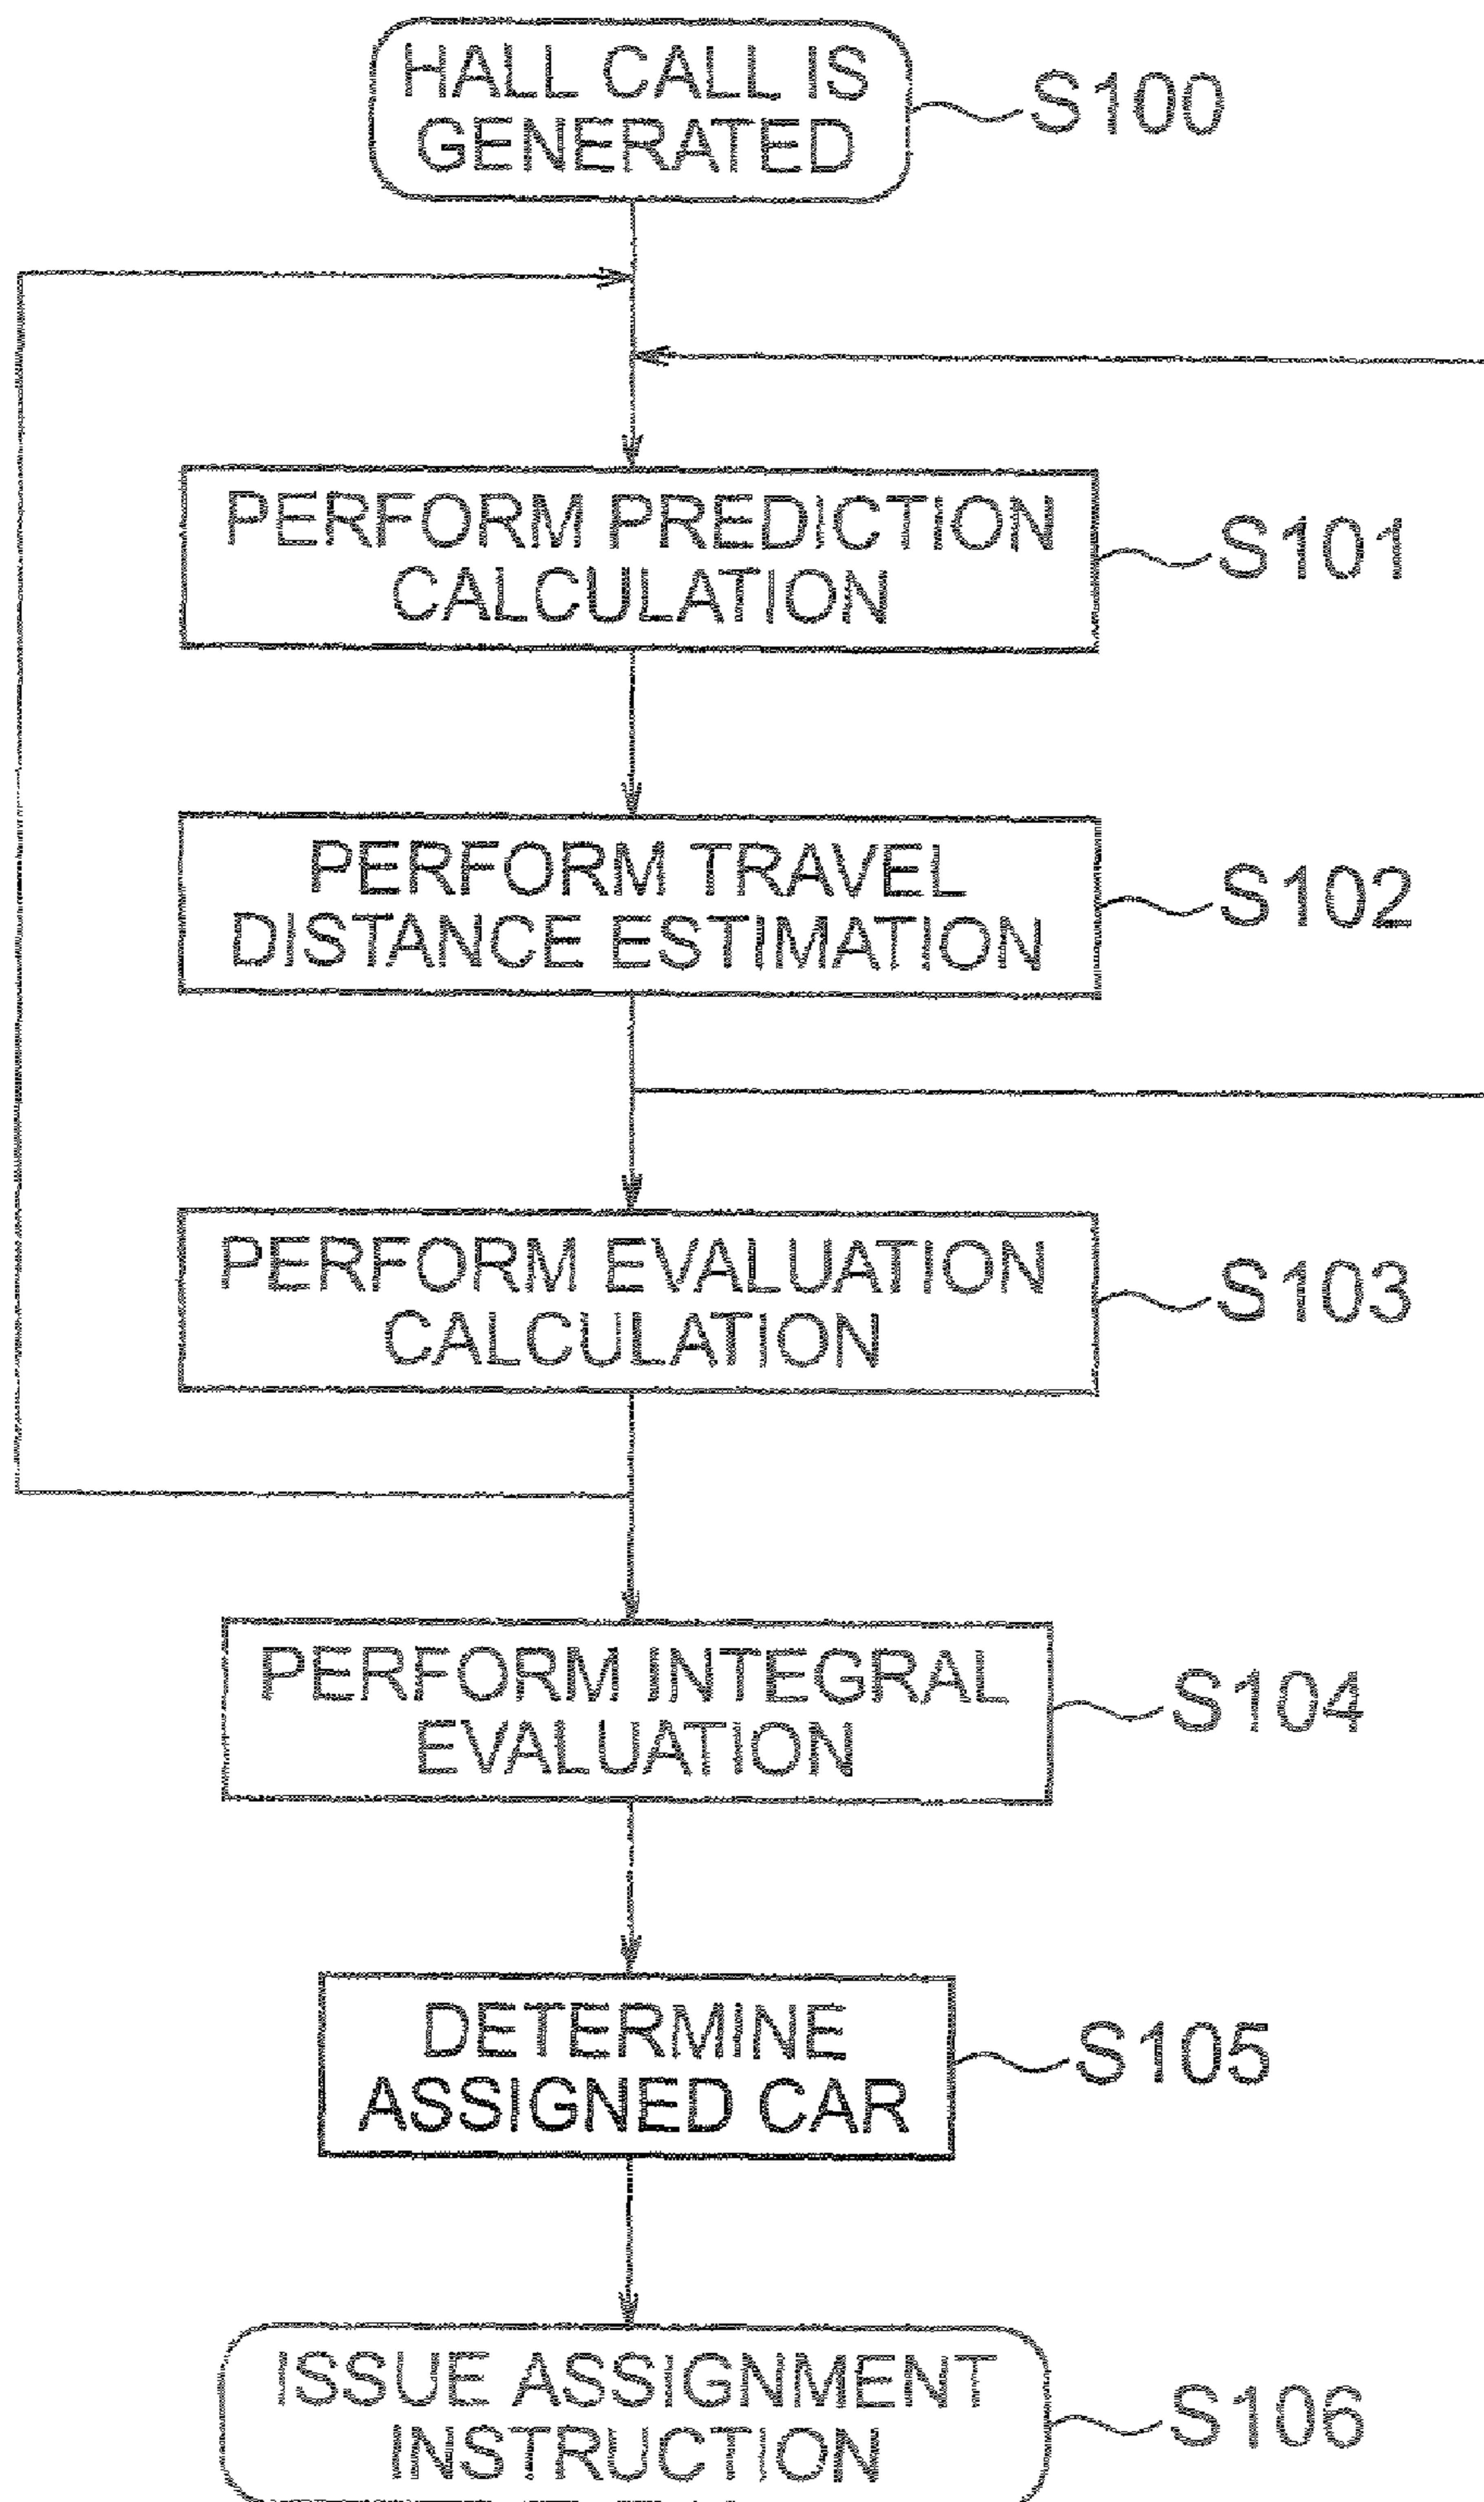 HALL CALL IS
GENERATED
S100
PERFORM PREDICTION
CALCULATION
S101
PERFORM TRAVEL
DISTANCE ESTIMATION
S102
PERFORM EVALUATION
CALCULATION
S103
PERFORM INTEGRAL
EVALUATION
S104
DETERMINE
ASSIGNED CAR
S105
ISSUE ASSIGNMENT
INSTRUCTION
S106